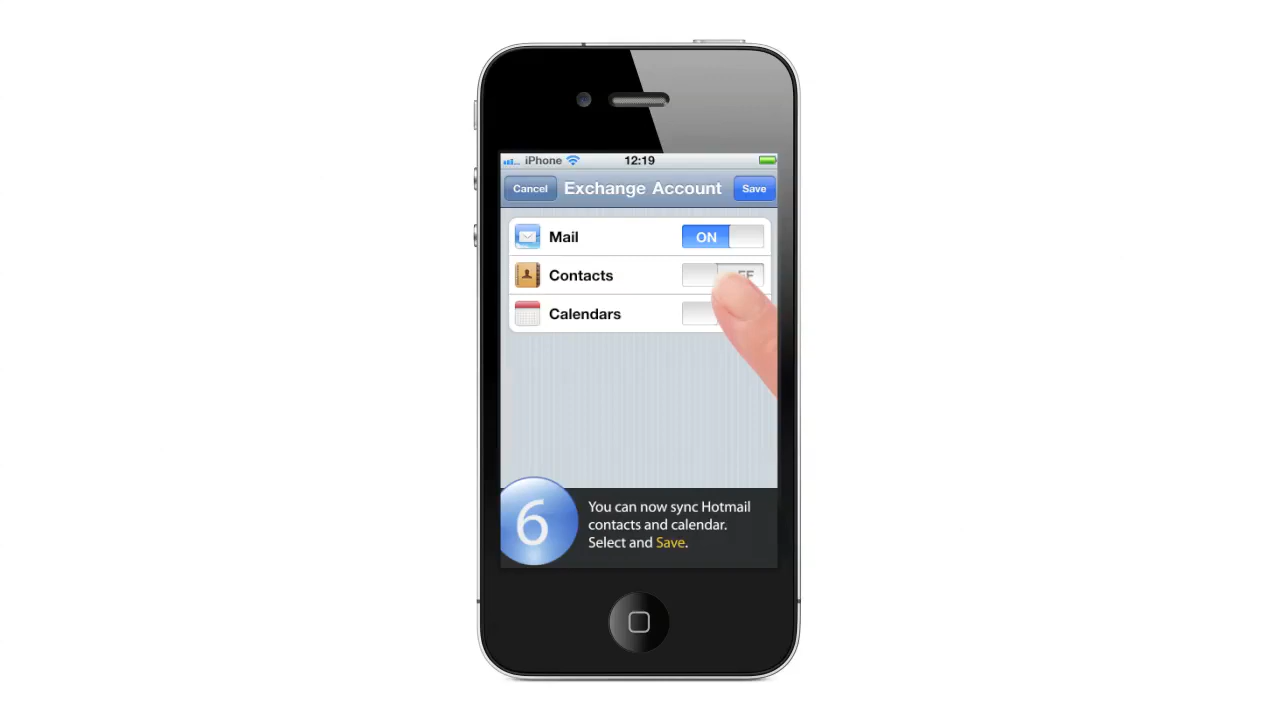 iPhone 12:19
Cancel Exchange Account Save
Mail ON
Contacts
Calendars
6
You can now sync Hotmail
contacts and calendar.
Select and Save.